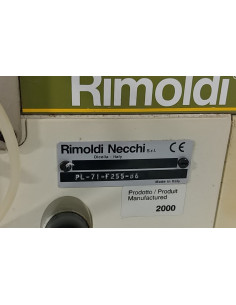 Rimoldi
Rimoldi Necchi S.r.l. CE
Olcella - Italy
PL-71-F255-06
Made in Italy
Prodotto / Produit
Manufactured
2000